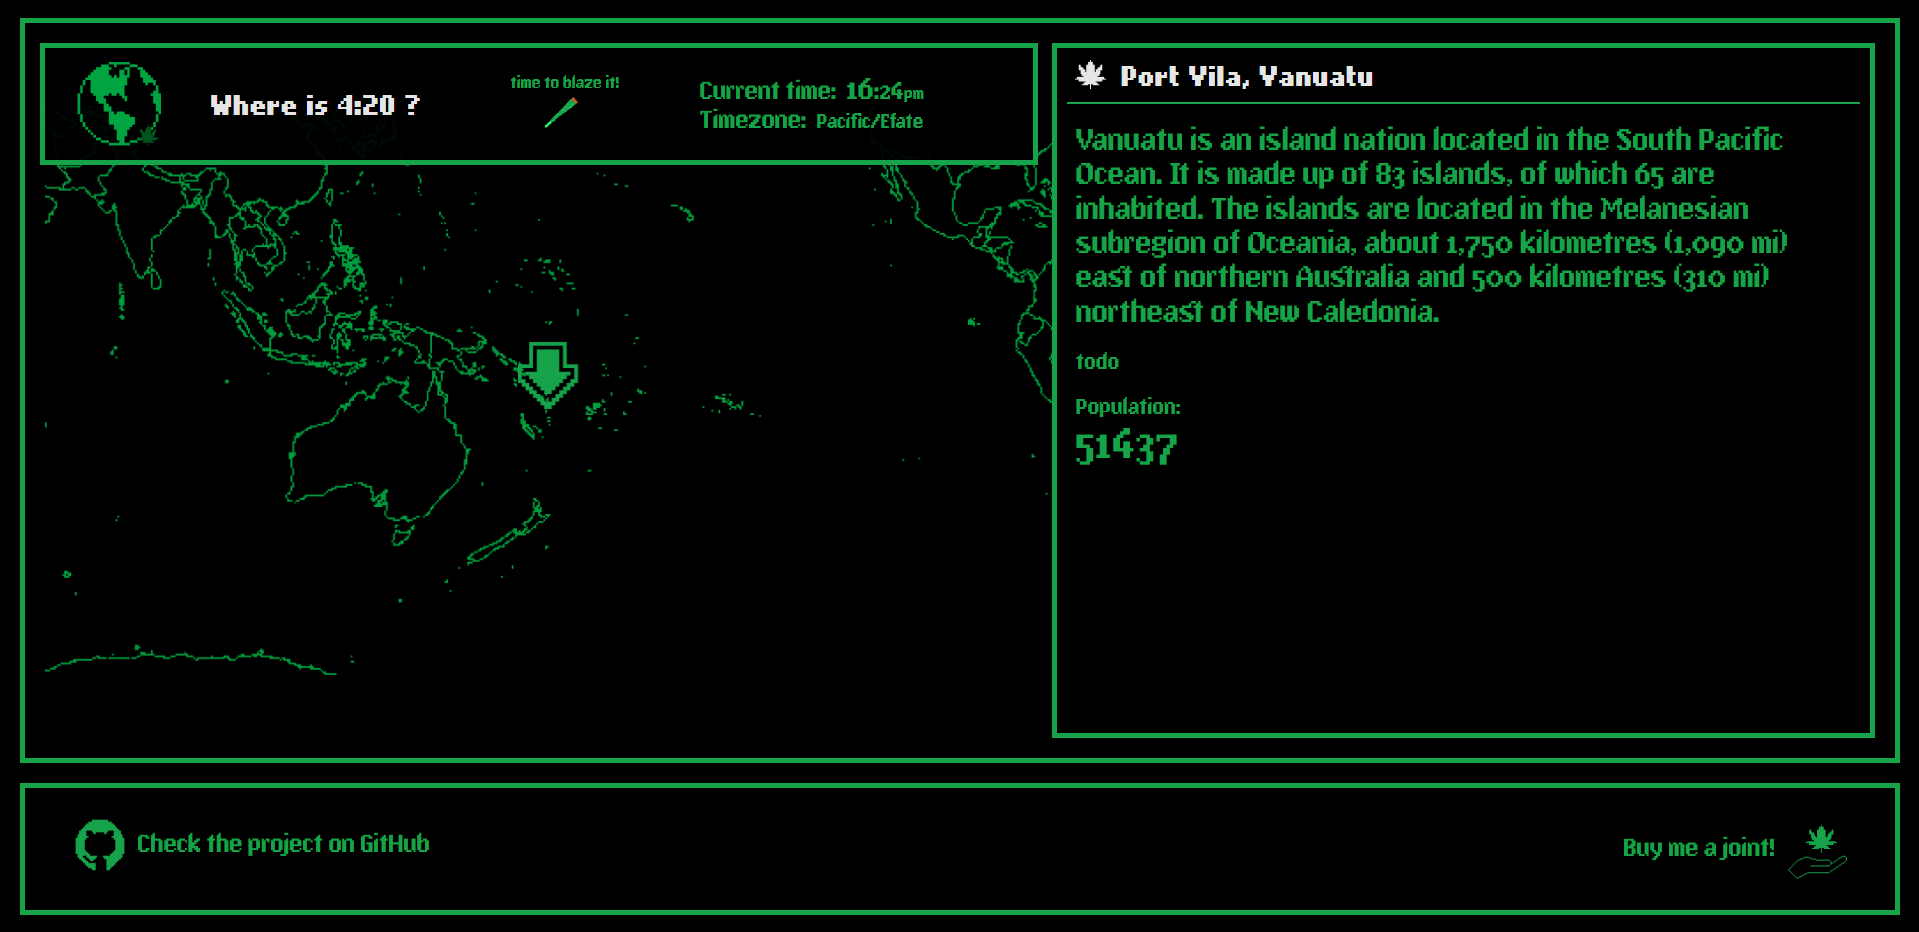 Where is 4:20 ?
time to blaze it!
Current time: 16:24pm
Timezone: Pacific/Efate
Port Vila, Vanuatu
Vanuatu is an island nation located in the South Pacific
Ocean. It is made up of 83 islands, of which 65 are
inhabited. The islands are located in the Melanesian
subregion of Oceania, about 1,750 kilometres (1,090 mi)
east of northern Australia and 500 kilometres (310 mi)
northeast of New Caledonia.
todo
Population:
51437
Check the project on GitHub
Buy me a joint!